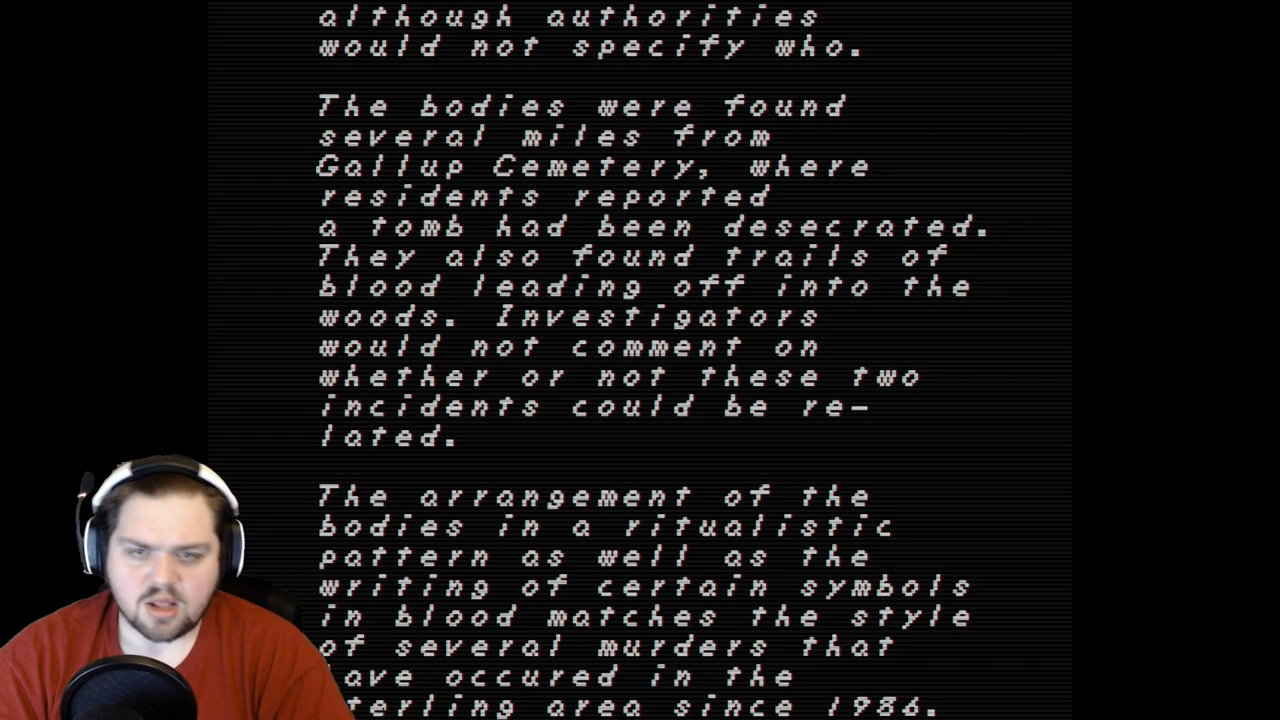 although authorities
would not specify who.
The bodies were found
several miles from
Gallup Cemetery, where
residents reported
a tomb had been desecrated.
They also found trails of
blood leading off into the
woods. Investigators
would not comment on
whether or not these two
incidents could be re-
lated.
The arrangement of the
bodies in a ritualistic
pattern as well as the
writing of certain symbols
in blood matches the style
of several murders that
have occured in the
terling area since 1986.